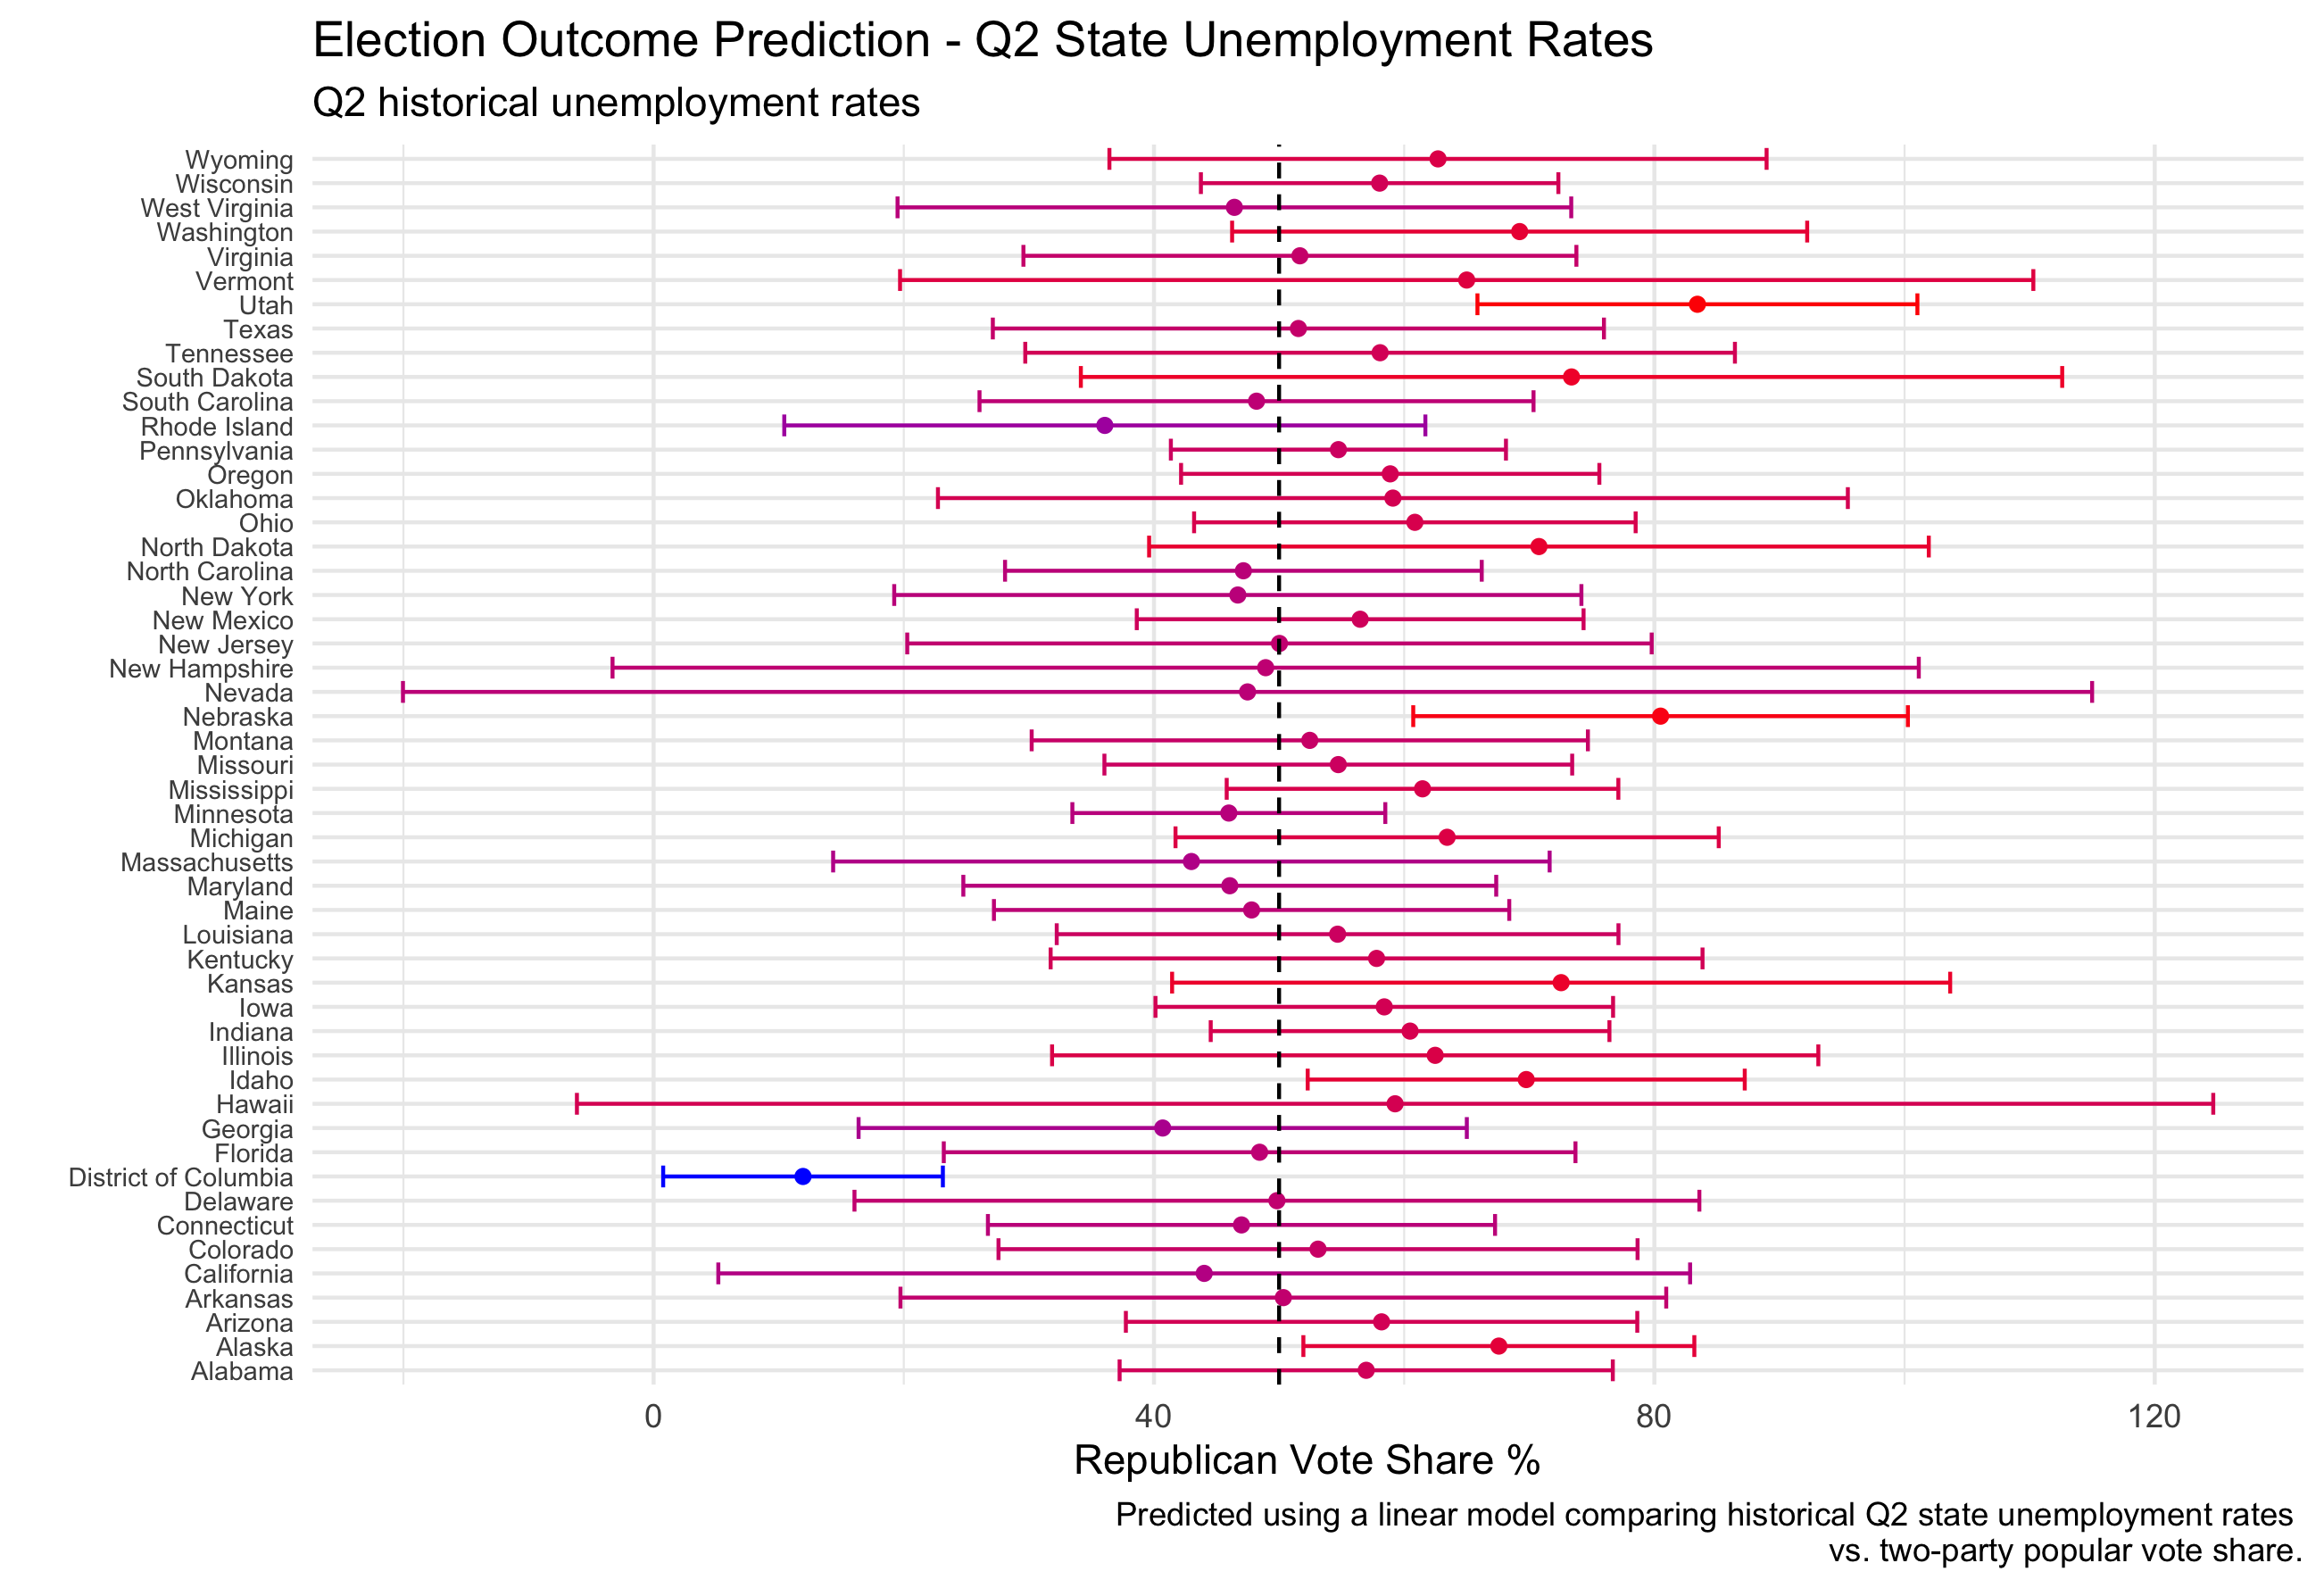 Election Outcome Prediction - Q2 State Unemployment Rates
Q2 historical unemployment rates
Wyoming
Wisconsin
West Virginia
Washington
Virginia
Vermont
Utah
Texas
Tennessee
South Dakota
South Carolina
Rhode Island
Pennsylvania
Oregon
Oklahoma
Ohio
North Dakota
North Carolina
New York
New Mexico
New Jersey
New Hampshire
Nevada
Nebraska
Montana
Missouri
Mississippi
Minnesota
Michigan
Massachusetts
Maryland
Maine
Louisiana
Kentucky
Kansas
Iowa
Indiana
Illinois
Idaho
Hawaii
Georgia
Florida
District of Columbia
Delaware
Connecticut
Colorado
California
Arkansas
Arizona
Alaska
Alabama
0 40 80 120
Republican Vote Share %
Predicted using a linear model comparing historical Q2 state unemployment rates
vs. two-party popular vote share.